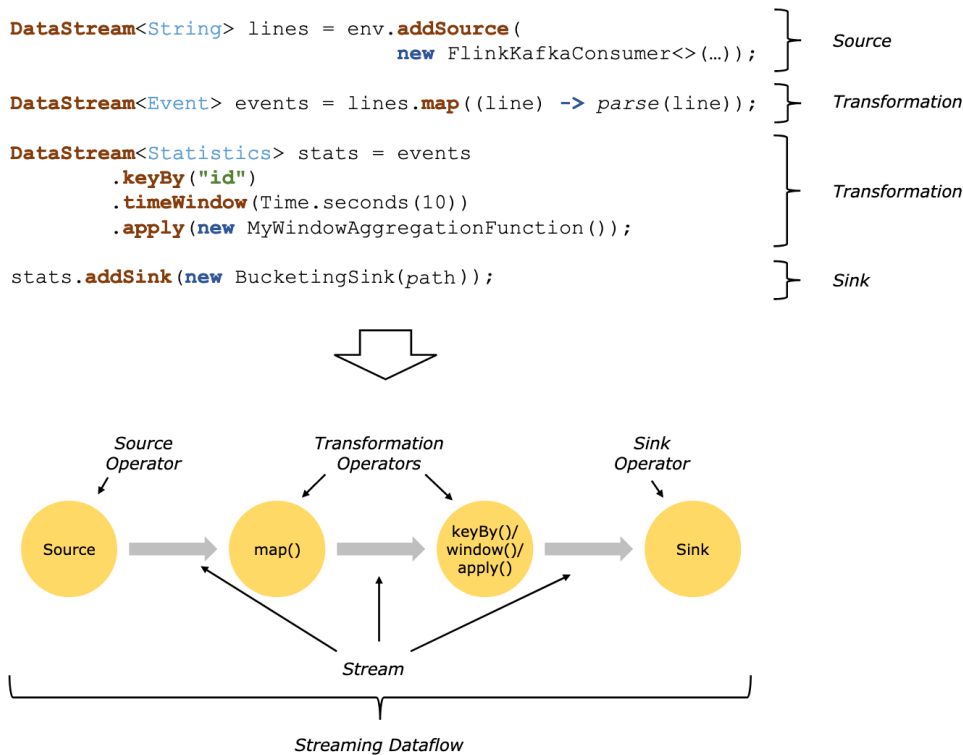 DataStream<String> lines = env.addSource(
new FlinkKafkaConsumer<>(…));
Source
DataStream<Event> events = lines.map((line) -> parse(line));
Transformation
DataStream<Statistics> stats = events
.keyBy("id")
.timeWindow(Time.seconds(10))
.apply(new MyWindowAggregationFunction());
Transformation
stats.addSink(new BucketingSink(path));
Sink
Source
Operator
Transformation
Operators
Sink
Operator
Source
map()
keyBy()/
window()/
apply()
Sink
Stream
Streaming Dataflow